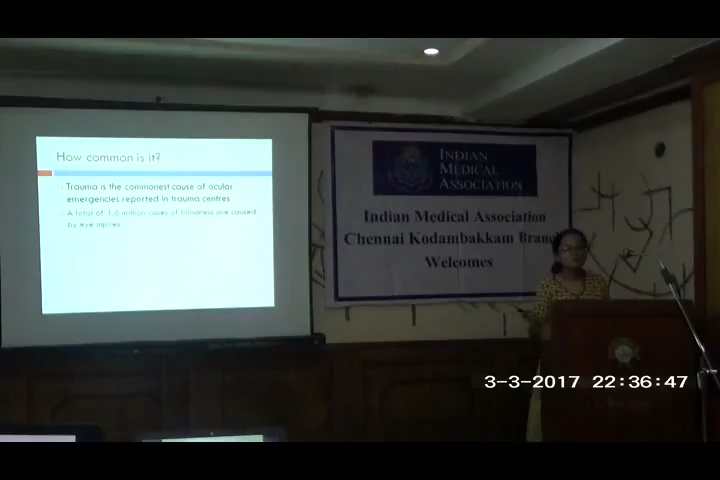 How common is it?
Trauma is the commonest cause of ocular
emergencies reported in trauma centres
A total of 1.6 million cases of blindness are caused
by eye injuries
INDIAN
MEDICAL
ASSOCIATION
Indian Medical Association
Chennai Kodambakkam Branch
Welcomes
3-3-2017 22:36:47